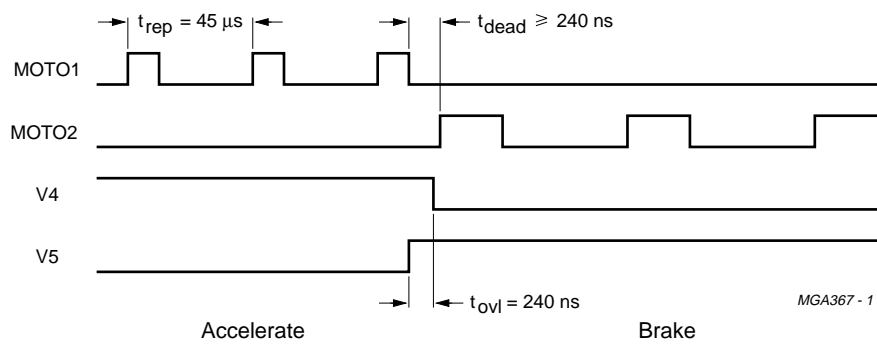 t_rep = 45 μs
t_dead ≥ 240 ns
MOTO1
MOTO2
V4
V5
t_ovl = 240 ns
MGA367 - 1
Accelerate
Brake